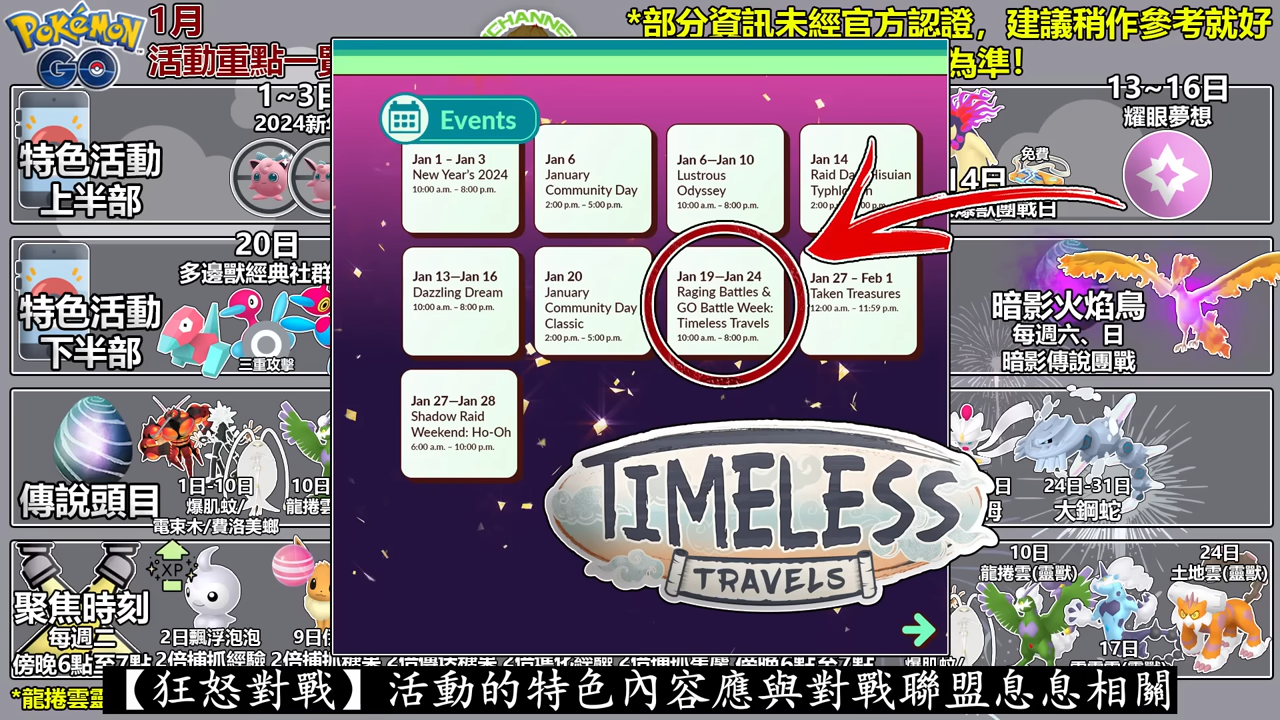 POKÉMON GO
1月
活動重點一覽
CHANNEL
*部分資訊未經官方認證，建議稍作參考就好
為準！
1~3日
特色活動
上半部
13~16日
耀眼夢想
免費
14日
團戰日
Events
Jan 1 – Jan 3
New Year's 2024
10:00 a.m. – 8:00 p.m.
Jan 6
January
Community Day
2:00 p.m. – 5:00 p.m.
Jan 6—Jan 10
Lustrous
Odyssey
10:00 a.m. – 8:00 p.m.
Jan 14
Raid Day: Hisuian
Typhlosion
Jan 13—Jan 16
Dazzling Dream
10:00 a.m. – 8:00 p.m.
Jan 20
January
Community Day
Classic
2:00 p.m. – 5:00 p.m.
Jan 19—Jan 24
Raging Battles &
GO Battle Week:
Timeless Travels
10:00 a.m. – 8:00 p.m.
Jan 27 – Feb 1
Taken Treasures
12:00 a.m. – 11:59 p.m.
Jan 27—Jan 28
Shadow Raid
Weekend: Ho-Oh
6:00 a.m. – 10:00 p.m.
TIMELESS
TRAVELS
20日
多邊獸經典社群
特色活動
下半部
三重攻擊
暗影火焰鳥
每週六、日
暗影傳說團戰
傳說頭目
1日-10日
爆肌蚊/
電束木/費洛美螂
10日
龍捲雲
24日-31日
大鋼蛇
XP
聚焦時刻
每週二
傍晚6點至7點
2日飄浮泡泡
2倍捕抓經驗
9日
10日
龍捲雲(靈獸)
17日
24日
土地雲(靈獸)
【狂怒對戰】活動的特色內容應與對戰聯盟息息相關